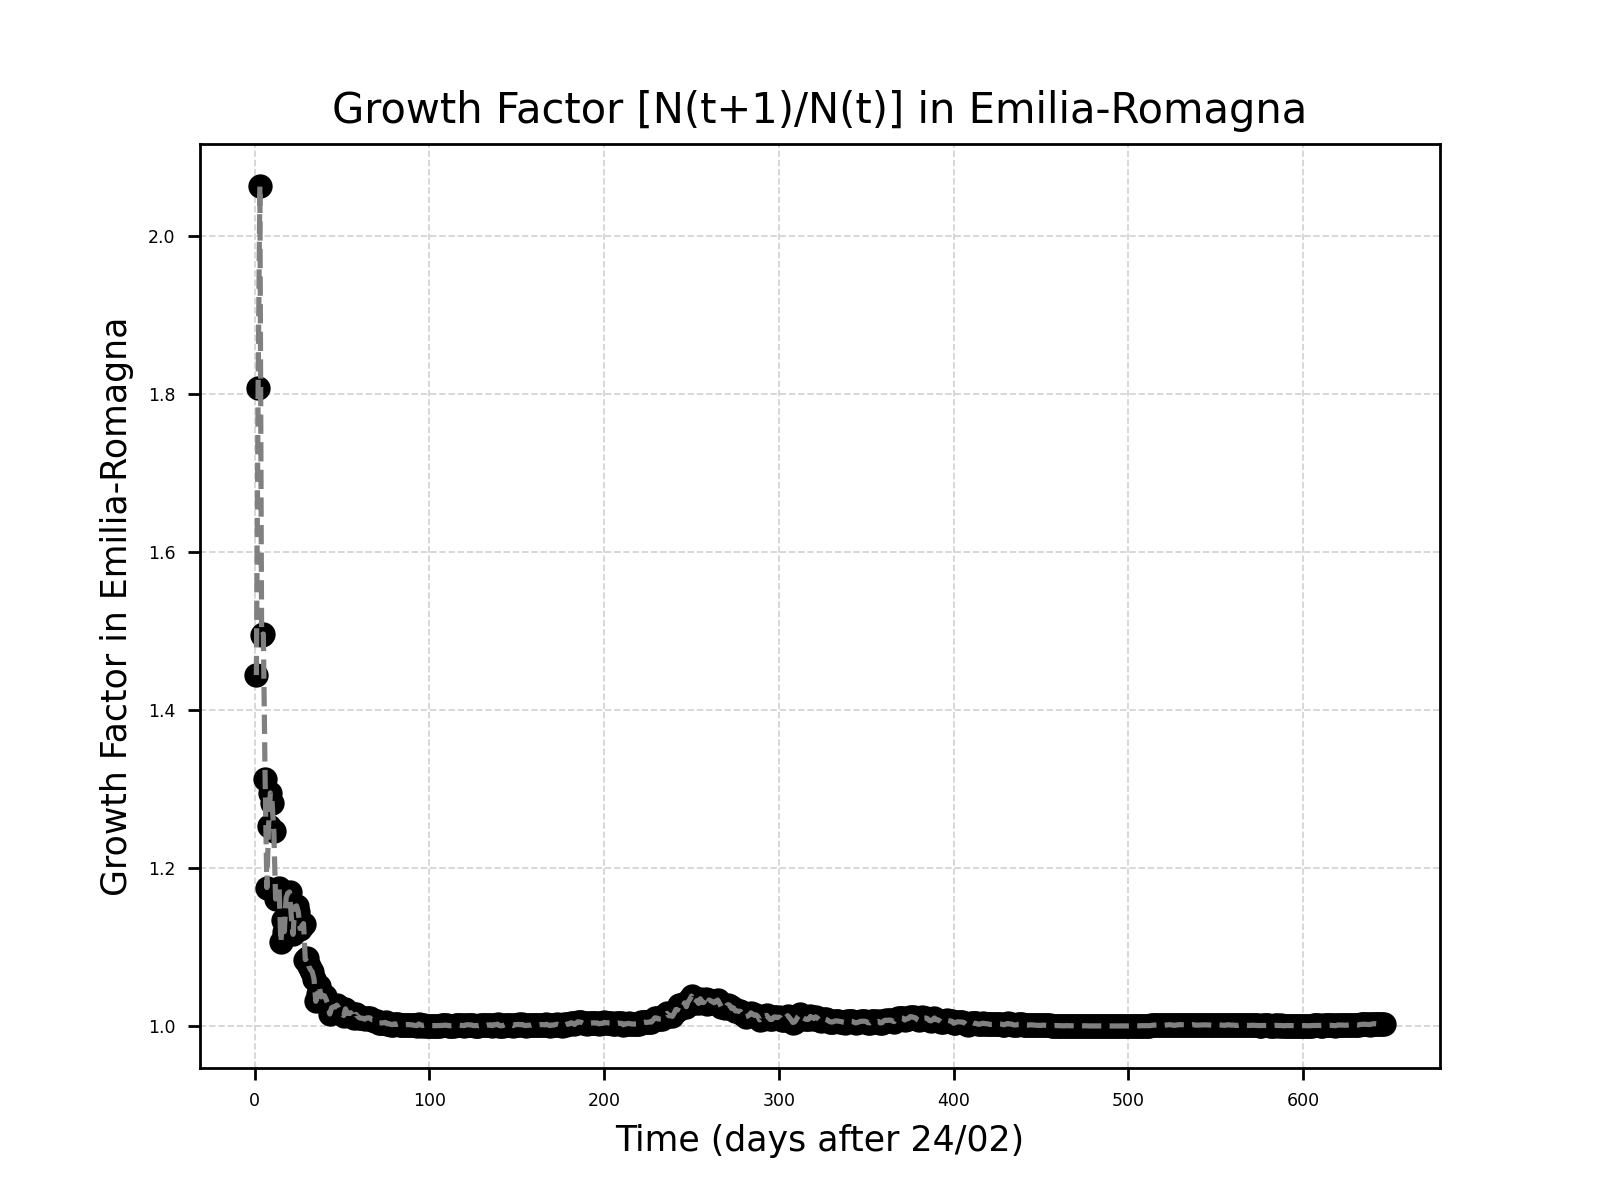 Growth Factor [N(t+1)/N(t)] in Emilia-Romagna
Growth Factor in Emilia-Romagna
2.0
1.8
1.6
1.4
1.2
1.0
0 100 200 300 400 500 600
Time (days after 24/02)